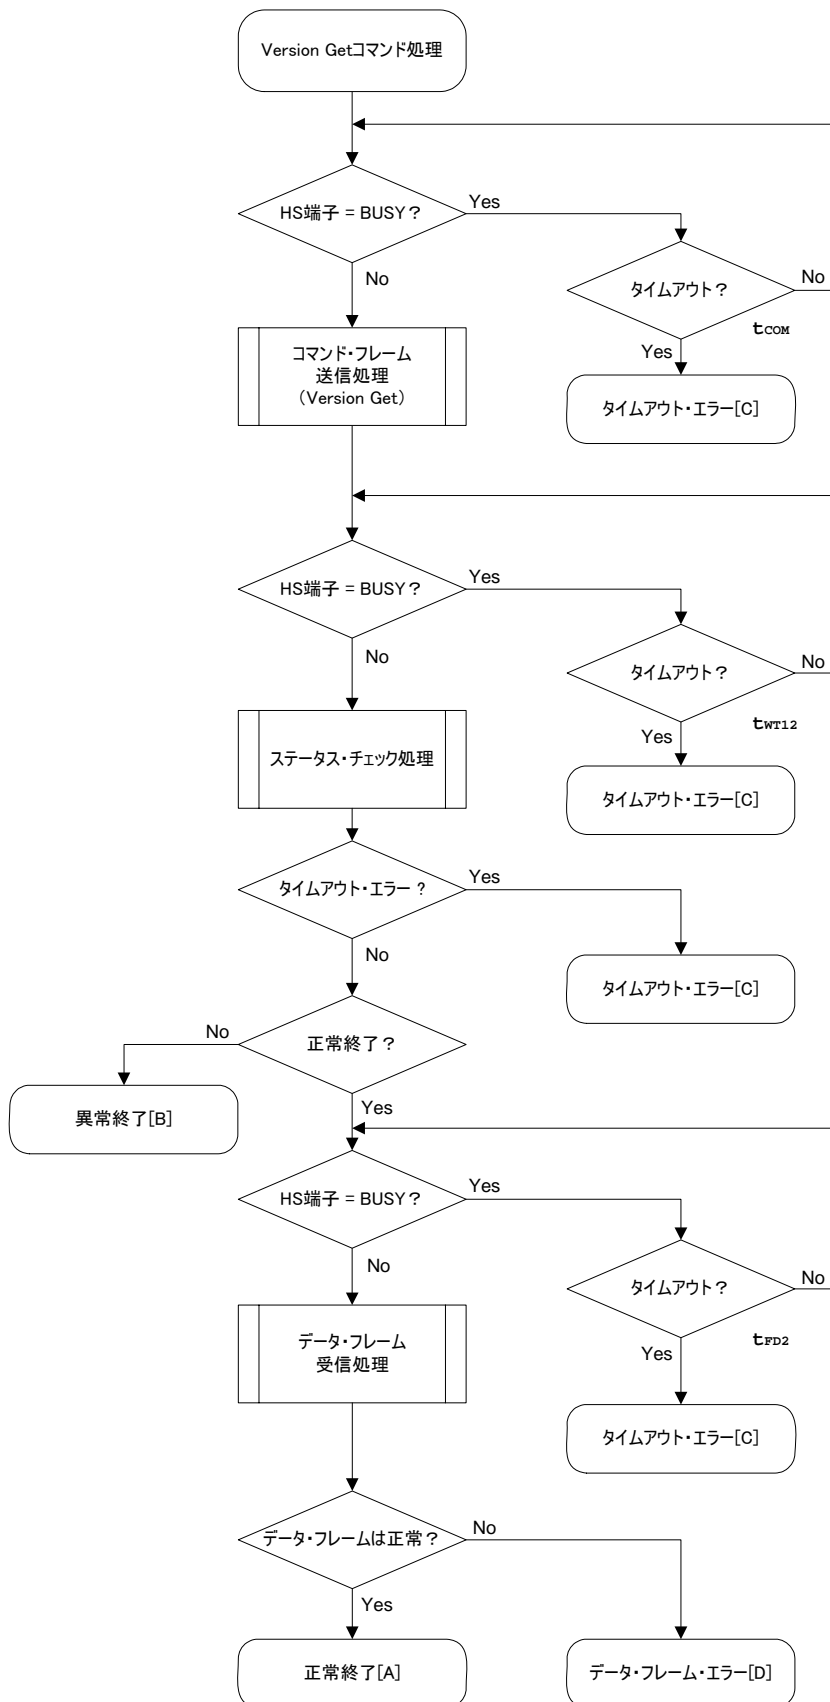 Version Getコマンド処理
HS端子 = BUSY？
Yes
No
タイムアウト？
No
tCOM
Yes
コマンド・フレーム
送信処理
（Version Get）
タイムアウト・エラー[C]
HS端子 = BUSY？
Yes
No
タイムアウト？
No
tWT12
Yes
ステータス・チェック処理
タイムアウト・エラー[C]
タイムアウト・エラー？
Yes
No
タイムアウト・エラー[C]
正常終了？
No
Yes
異常終了[B]
HS端子 = BUSY？
Yes
No
タイムアウト？
No
tFD2
Yes
データ・フレーム
受信処理
タイムアウト・エラー[C]
データ・フレームは正常？
No
Yes
正常終了[A]
データ・フレーム・エラー[D]